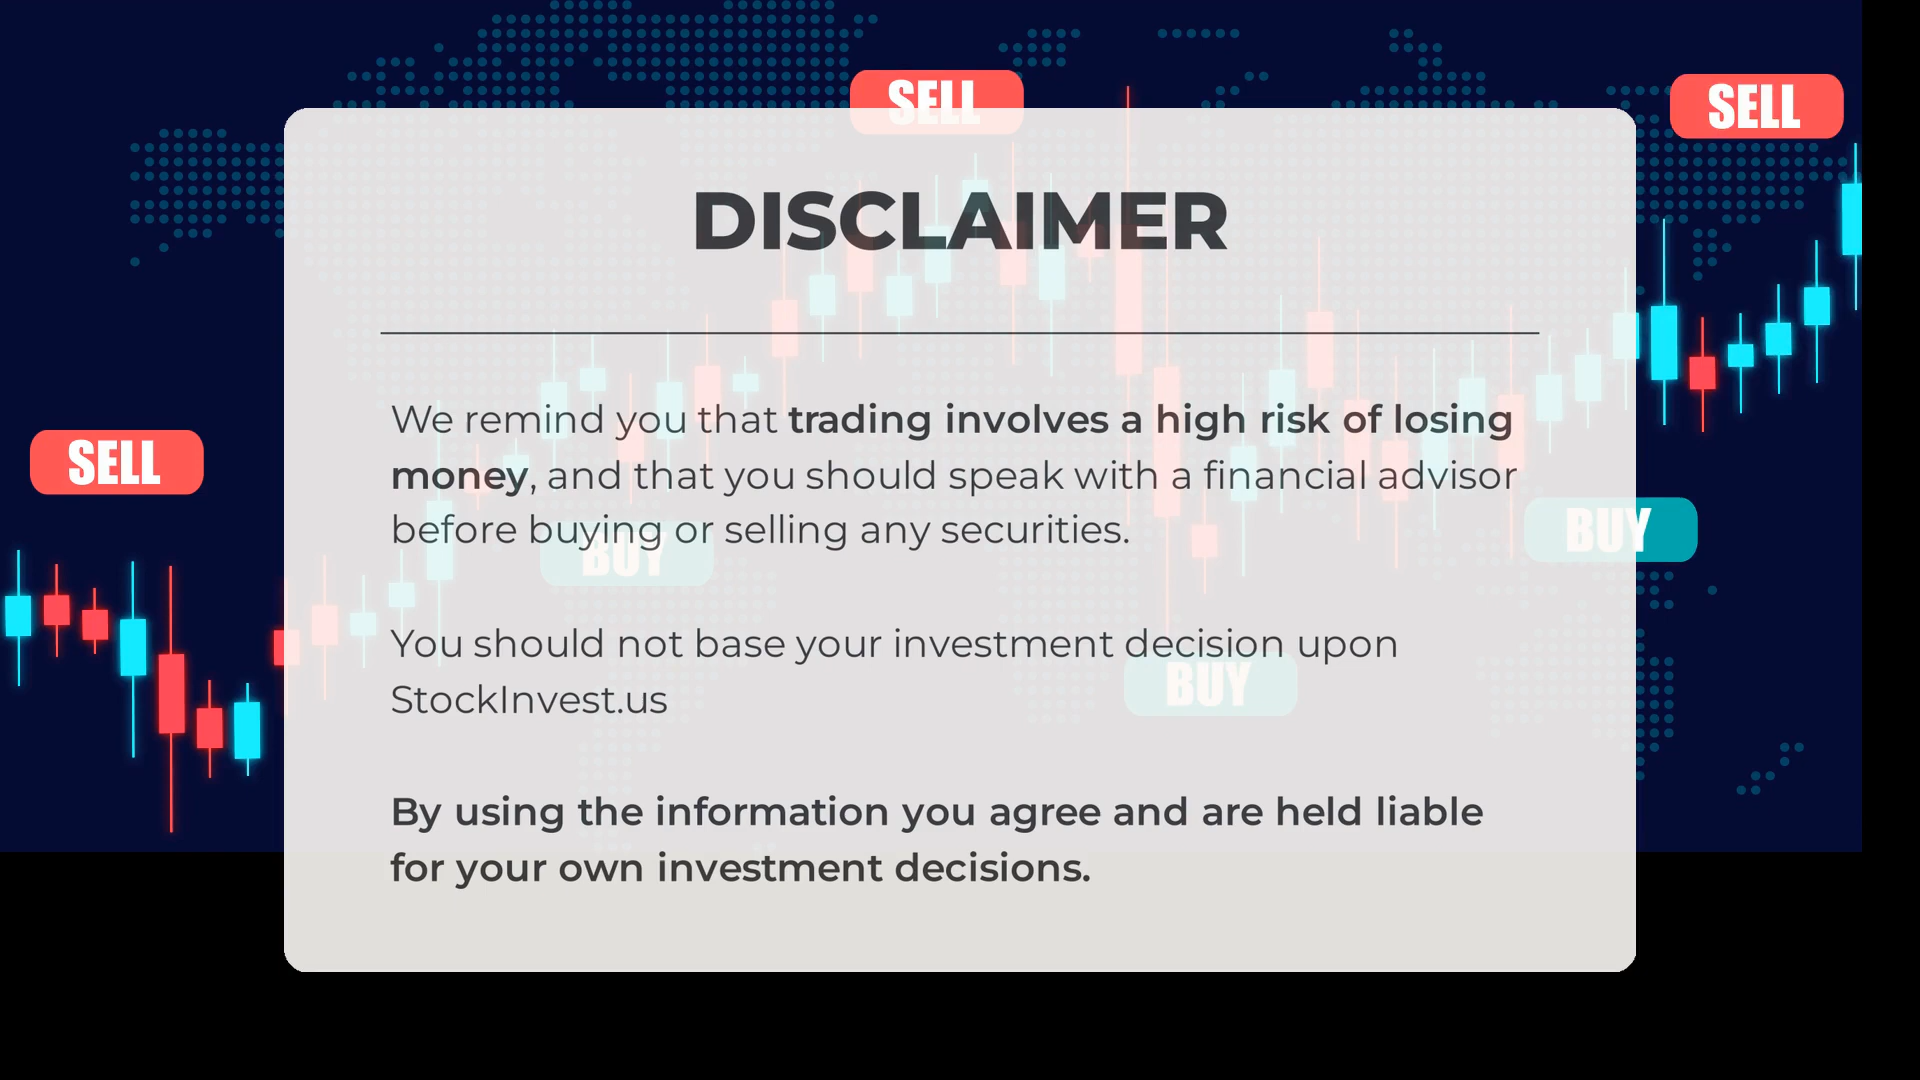 SELL
SELL
DISCLAIMER
We remind you that trading involves a high risk of losing
money, and that you should speak with a financial advisor
before buying or selling any securities.
SELL
BUY
BUY
You should not base your investment decision upon
StockInvest.us
BUY
By using the information you agree and are held liable
for your own investment decisions.